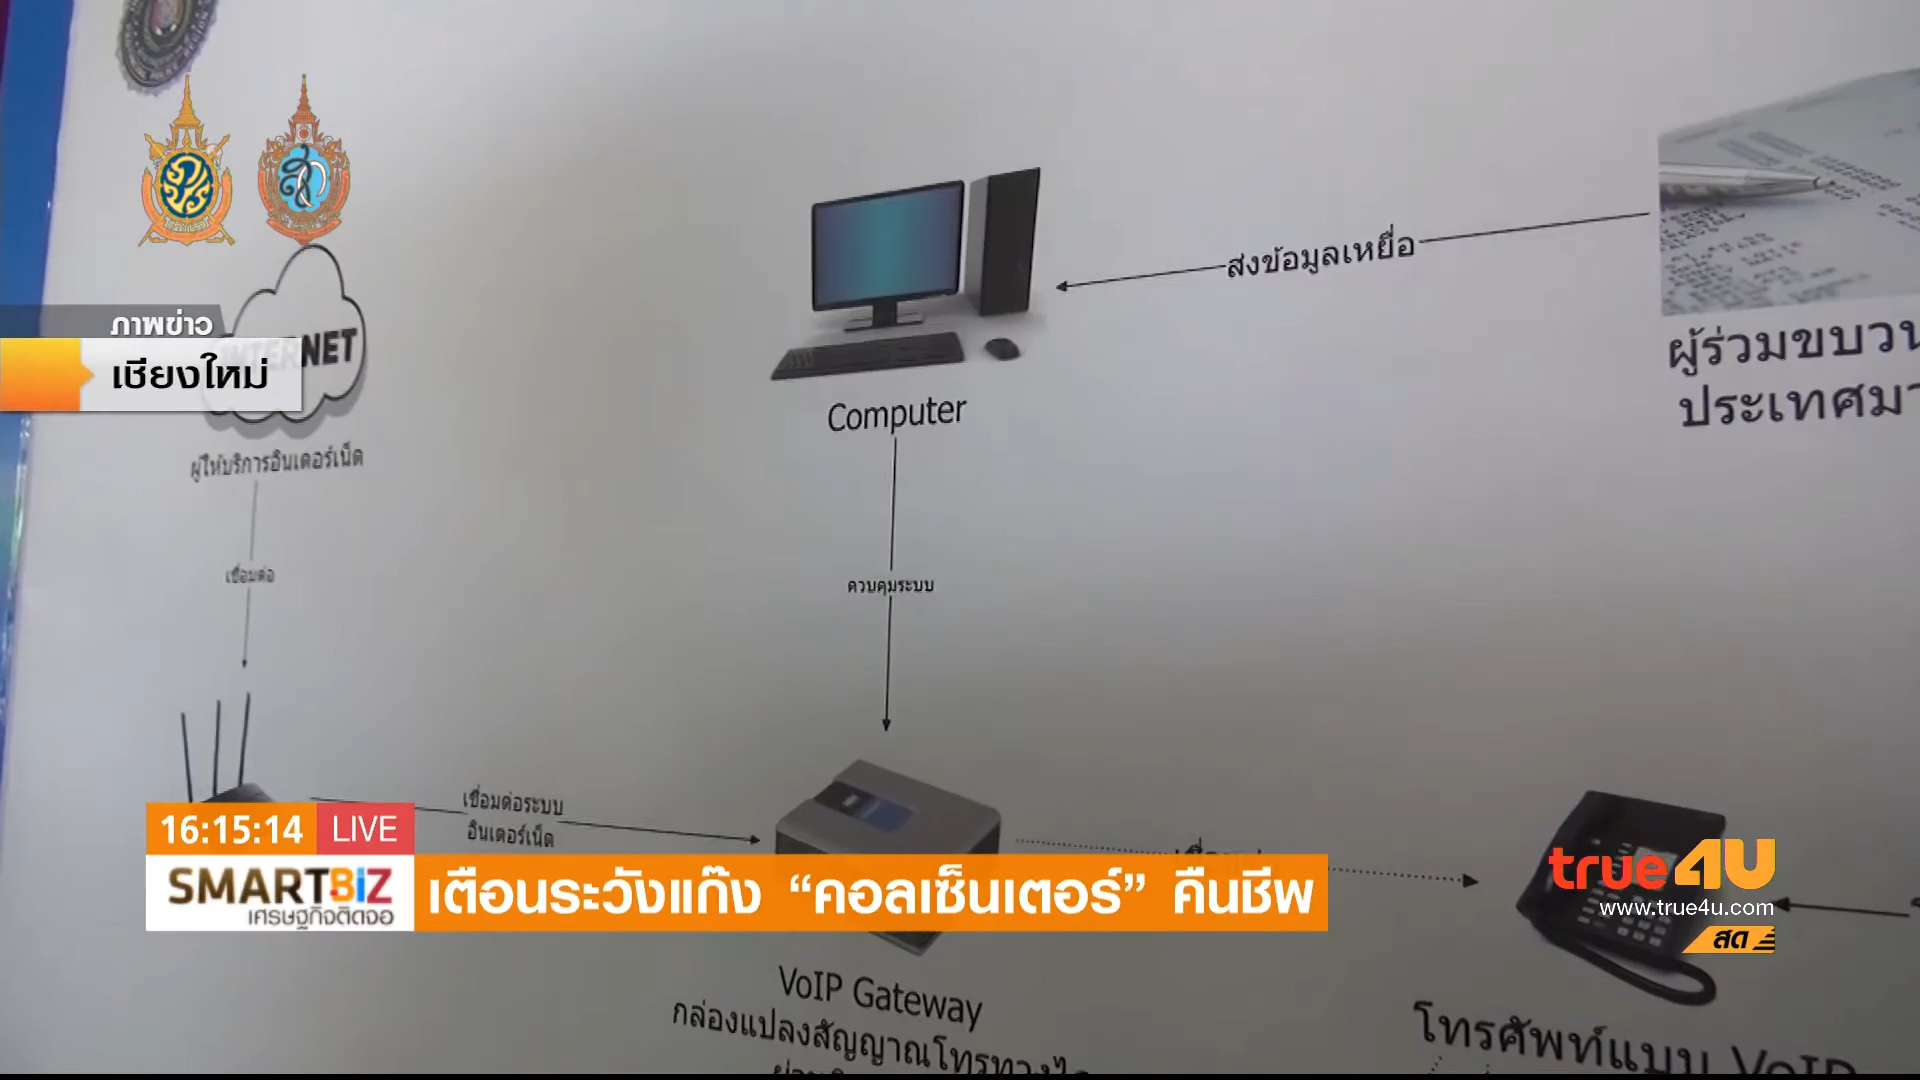 ส่งข้อมูลเหยื่อ
ภาพข่าว
เชียงใหม่
NET
ผู้ร่วมขบวน
ประเทศมา
Computer
ผู้ให้บริการอินเตอร์เน็ต
เชื่อมต่อ
ควบคุมระบบ
เชื่อมต่อระบบ
อินเตอร์เน็ต
16:15:14 LIVE
SMARTBIZ
เศรษฐกิจติดจอ
เตือนระวังแก๊ง “คอลเซ็นเตอร์” คืนชีพ
true4U
www.true4u.com
สด
VoIP Gateway
กล่องแปลงสัญญาณโทรทางไ
โทรศัพท์แบบ VoIP